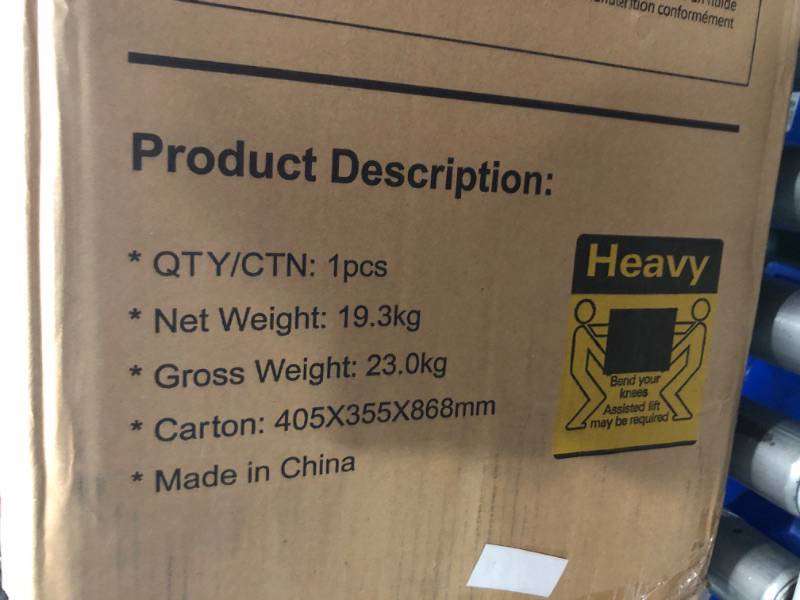 conformément
Product Description:
* QTY/CTN: 1pcs
* Net Weight: 19.3kg
* Gross Weight: 23.0kg
* Carton: 405X355X868mm
* Made in China
Heavy
Bend your
knees
Assisted lift
may be required